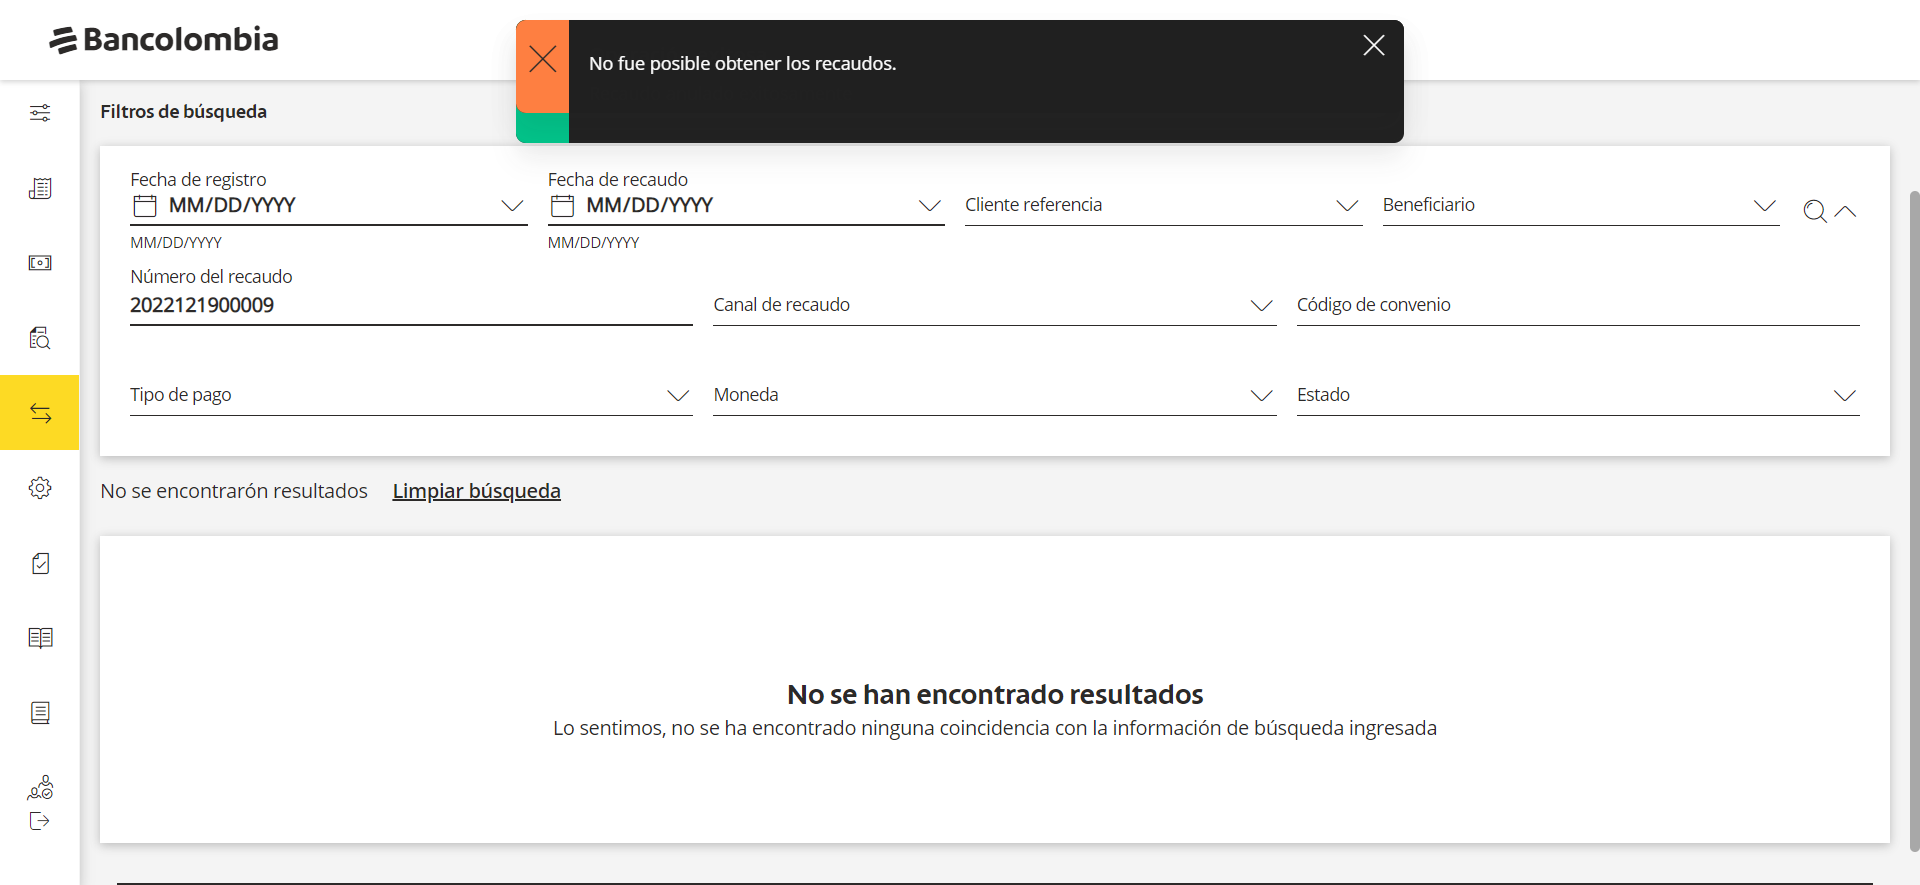 Bancolombia
No fue posible obtener los recaudos.
Filtros de búsqueda
Fecha de registro
MM/DD/YYYY
MM/DD/YYYY
Fecha de recaudo
MM/DD/YYYY
MM/DD/YYYY
Cliente referencia
Beneficiario
Número del recaudo
2022121900009
Canal de recaudo
Código de convenio
Tipo de pago
Moneda
Estado
No se encontrarón resultados
Limpiar búsqueda
No se han encontrado resultados
Lo sentimos, no se ha encontrado ninguna coincidencia con la información de búsqueda ingresada